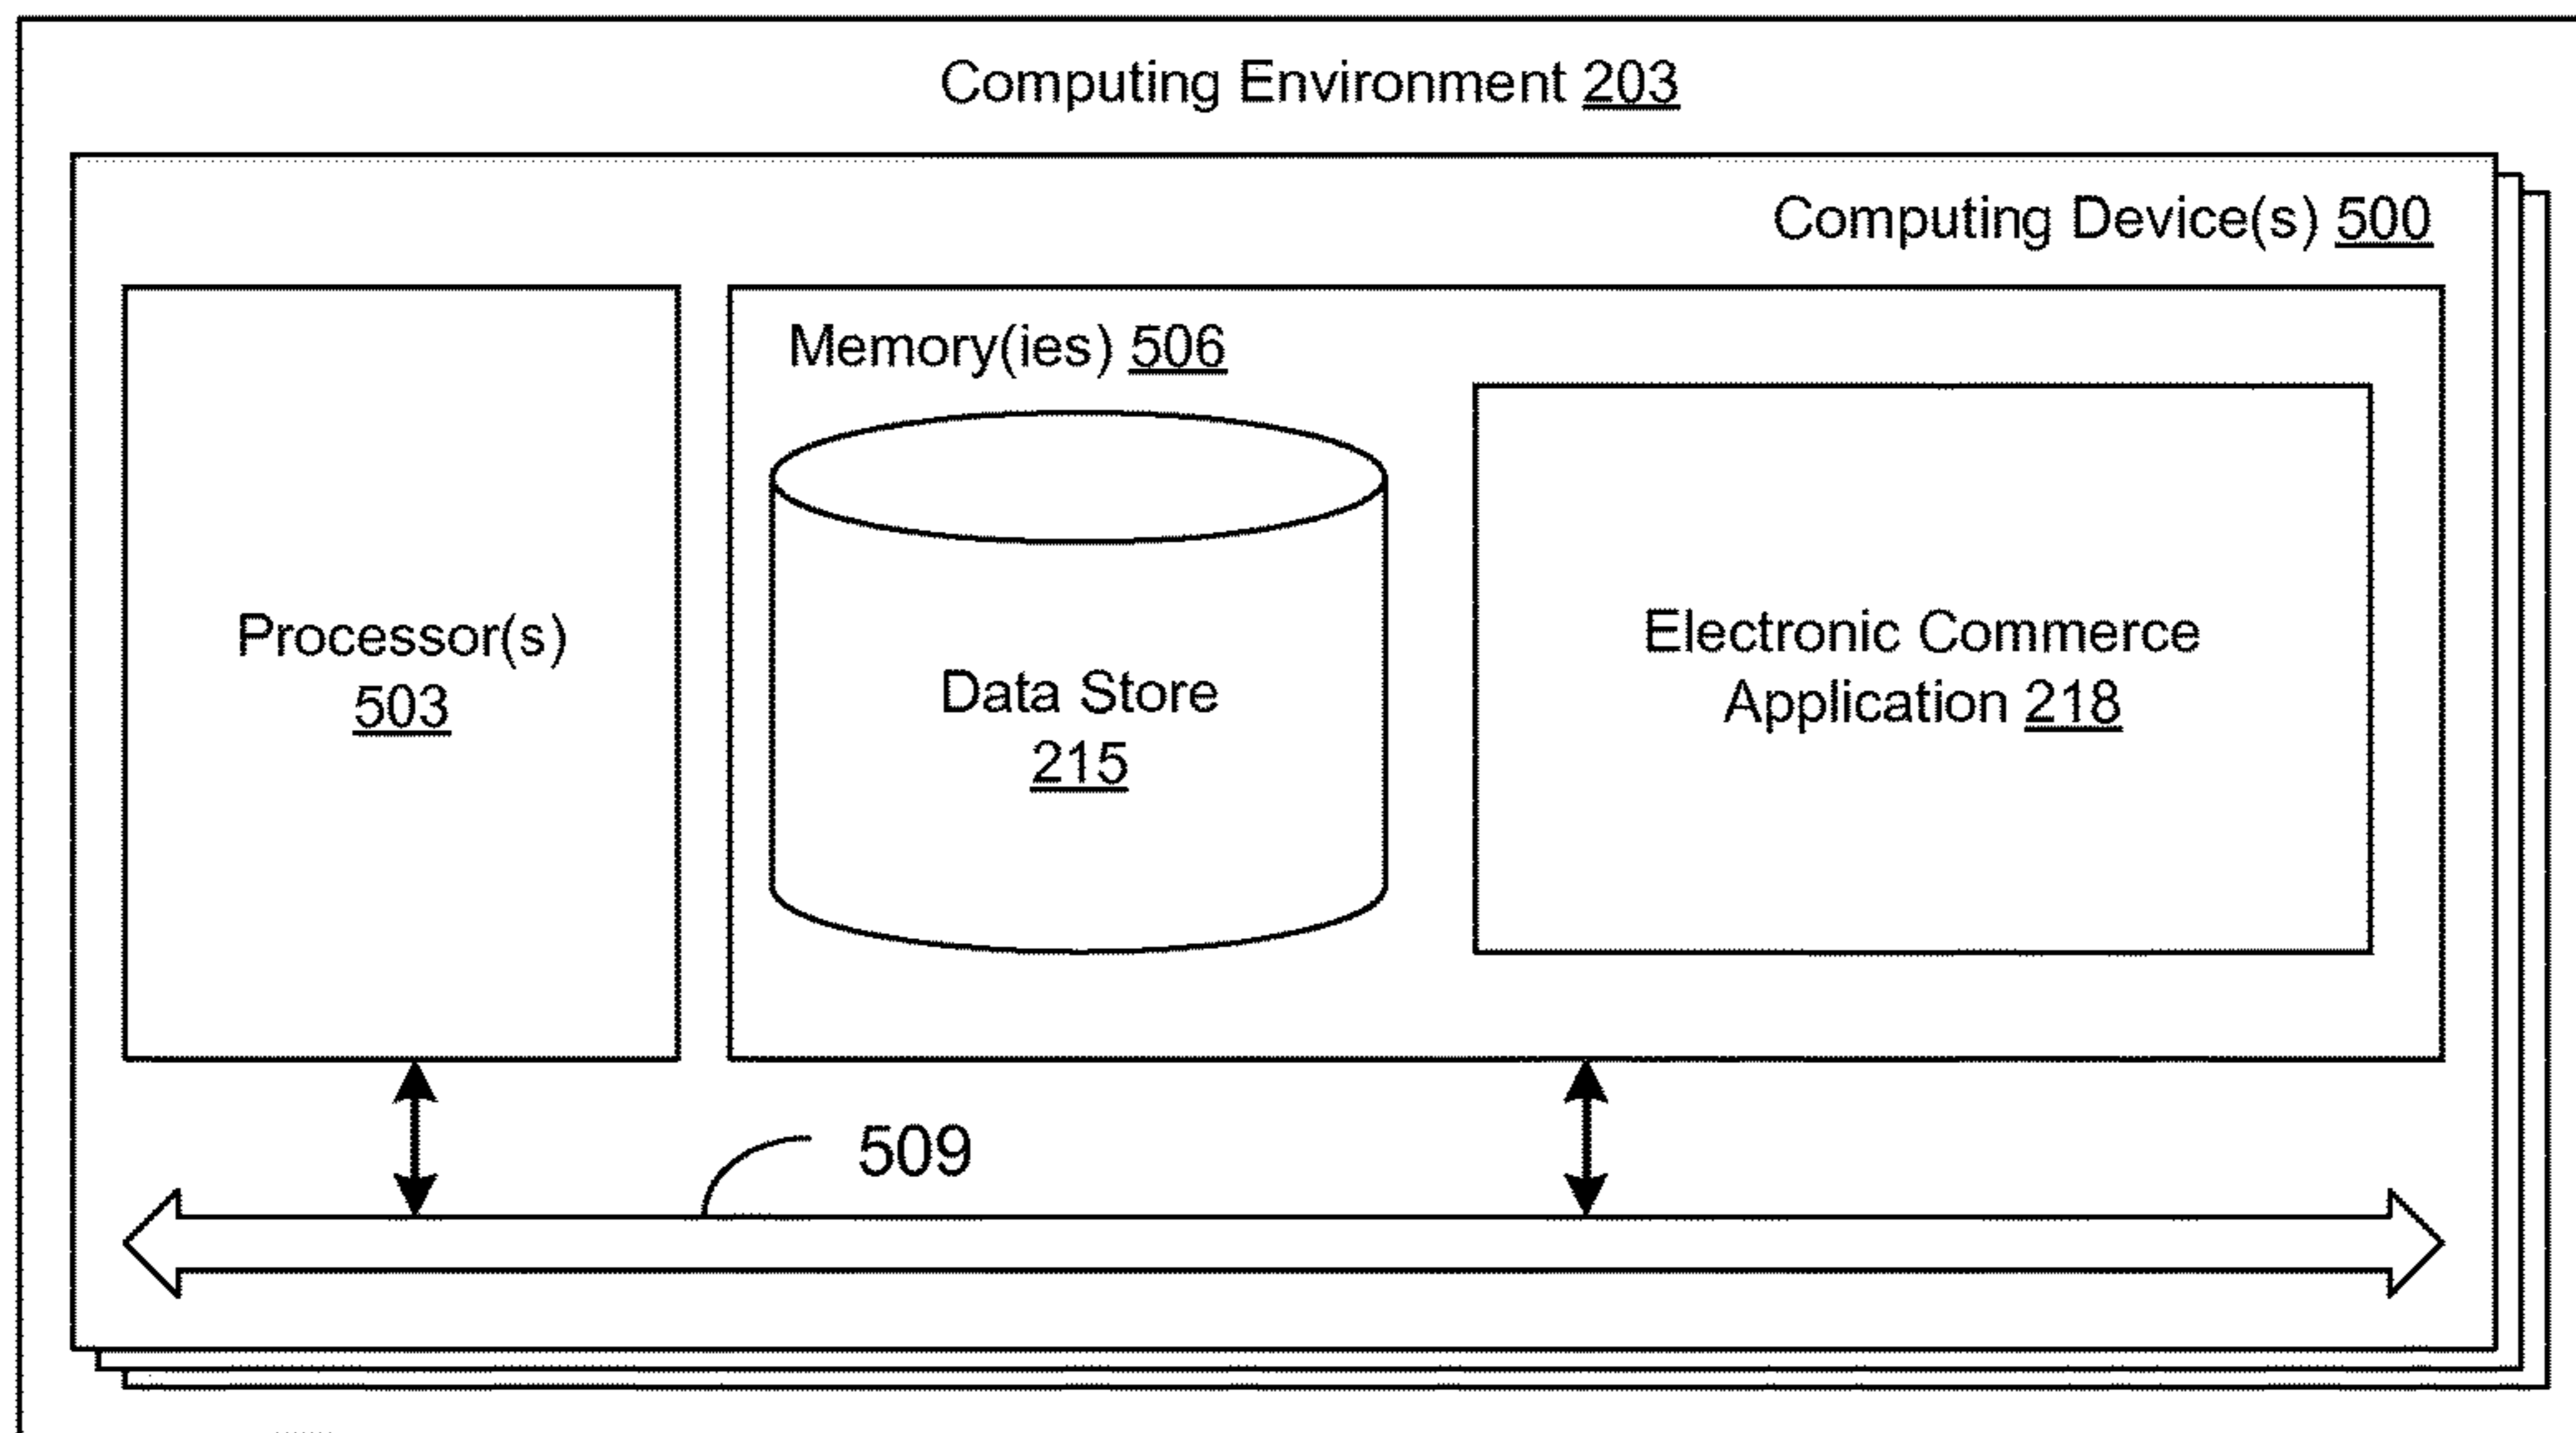 Computing Environment 203
Computing Device(s) 500
Processor(s)
503
Memory(ies) 506
Data Store
215
Electronic Commerce
Application 218
509